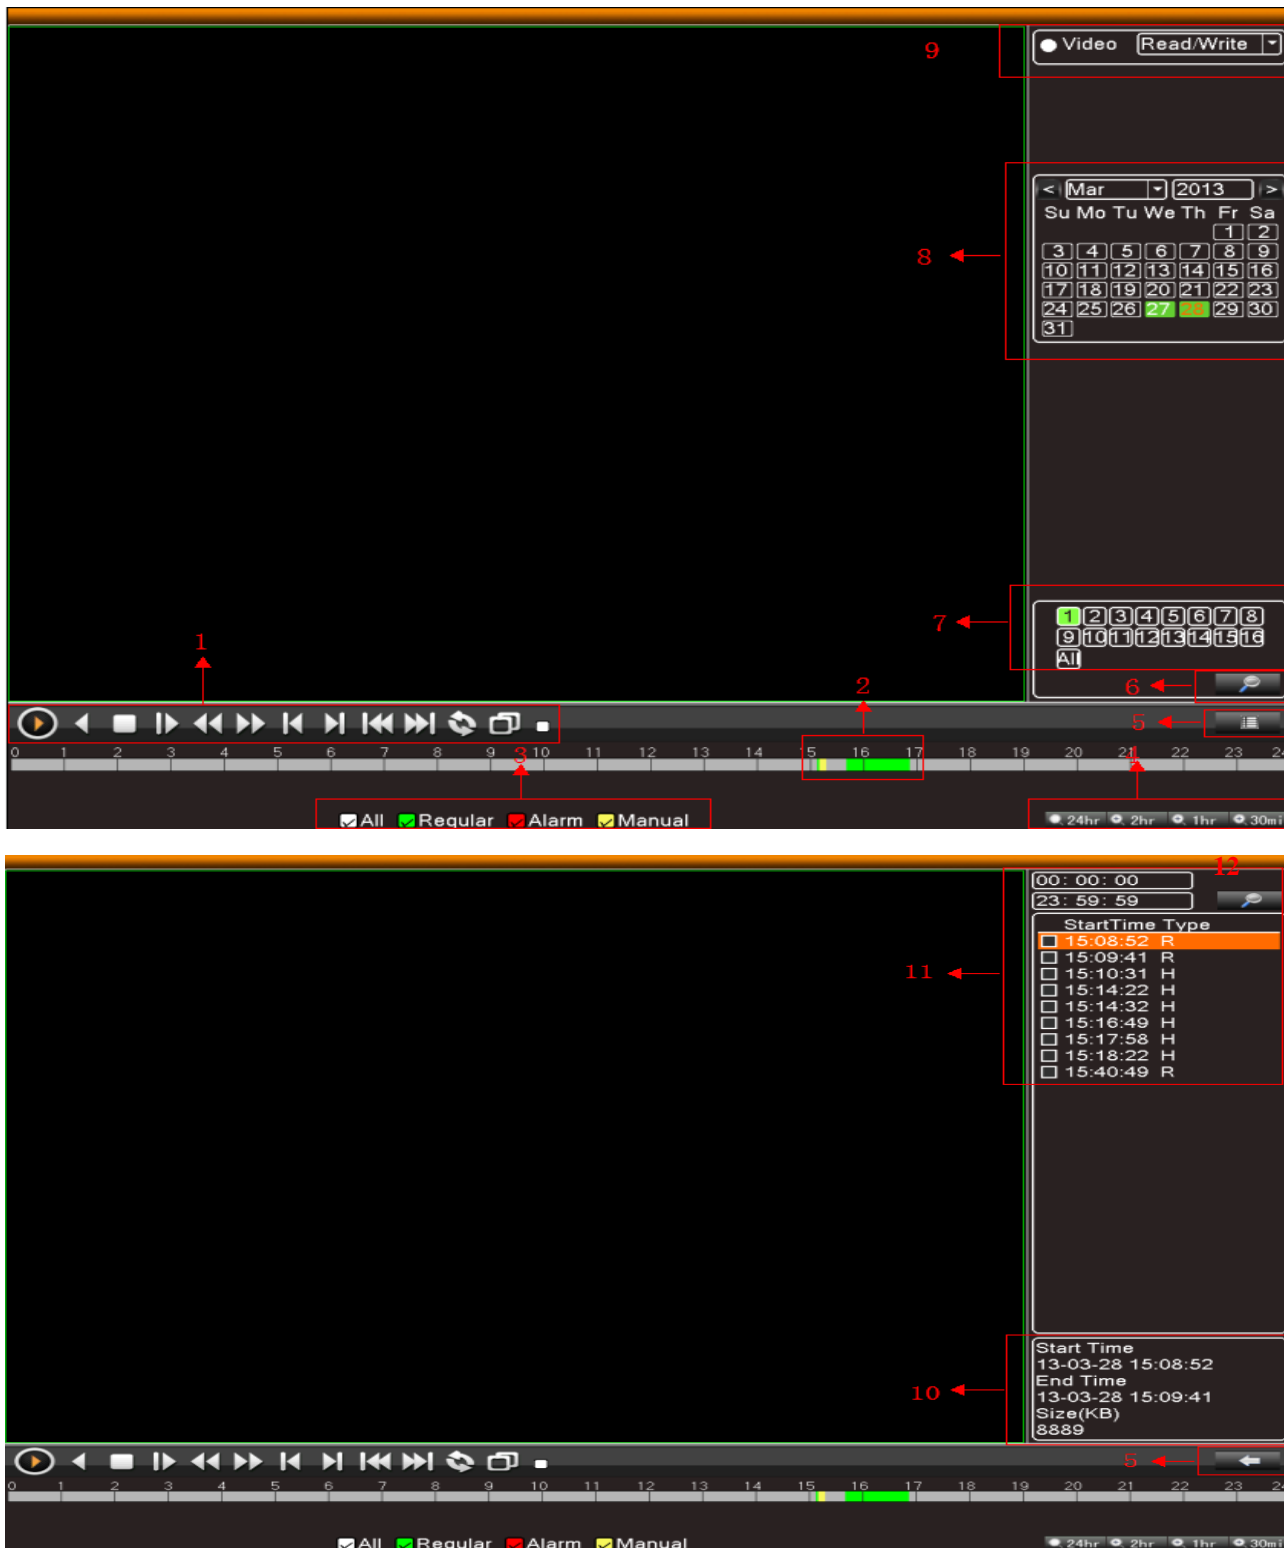 9
Video Read/Write
8
< Mar 2013 >
Su Mo Tu We Th Fr Sa
1 2
3 4 5 6 7 8 9
10 11 12 13 14 15 16
17 18 19 20 21 22 23
24 25 26 27 28 29 30
31
7
1 2 3 4 5 6 7 8
9 10 11 12 13 14 15 16
All
1
2
6
5
0 1 2 3 4 5 6 7 8 9 10 11 12 13 14 15 16 17 18 19 20 21 22 23 24
3
4
All Regular Alarm Manual
24hr 2hr 1hr 30mi
12
00: 00: 00
23: 59: 59
StartTime Type
15:08:52 R
15:09:41 R
11
15:10:31 H
15:14:22 H
15:14:32 H
15:16:49 H
15:17:58 H
15:18:22 H
15:40:49 R
Start Time
13-03-28 15:08:52
End Time
10
13-03-28 15:09:41
Size(KB)
8889
5
0 1 2 3 4 5 6 7 8 9 10 11 12 13 14 15 16 17 18 19 20 21 22 23 24
All Regular Alarm Manual
24hr 2hr 1hr 30mi